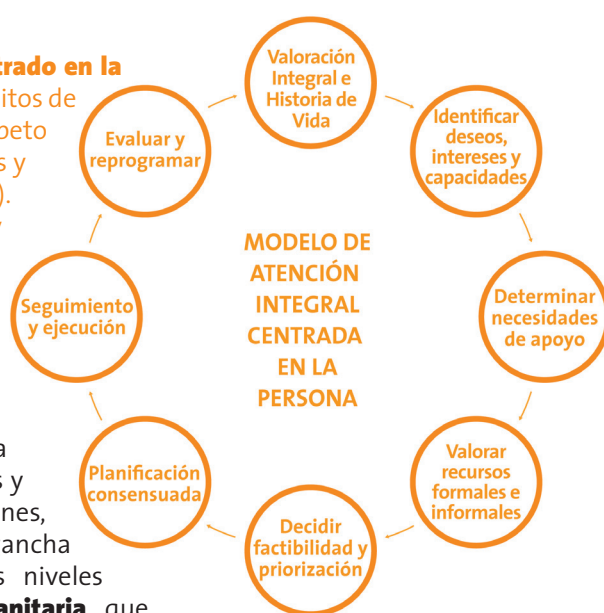 trado en la
itos de
peto
s y
).
Valoración
Integral e
Historia de
Vida
Identificar
deseos,
intereses y
capacidades
Determinar
necesidades
de apoyo
Valorar
recursos
formales e
informales
Decidir
factibilidad y
priorización
Planificación
consensuada
Seguimiento
y ejecución
Evaluar y
reprogramar
MODELO DE
ATENCIÓN
INTEGRAL
CENTRADA
EN LA
PERSONA
a
s y
nes,
ancha
s niveles
anitaria que